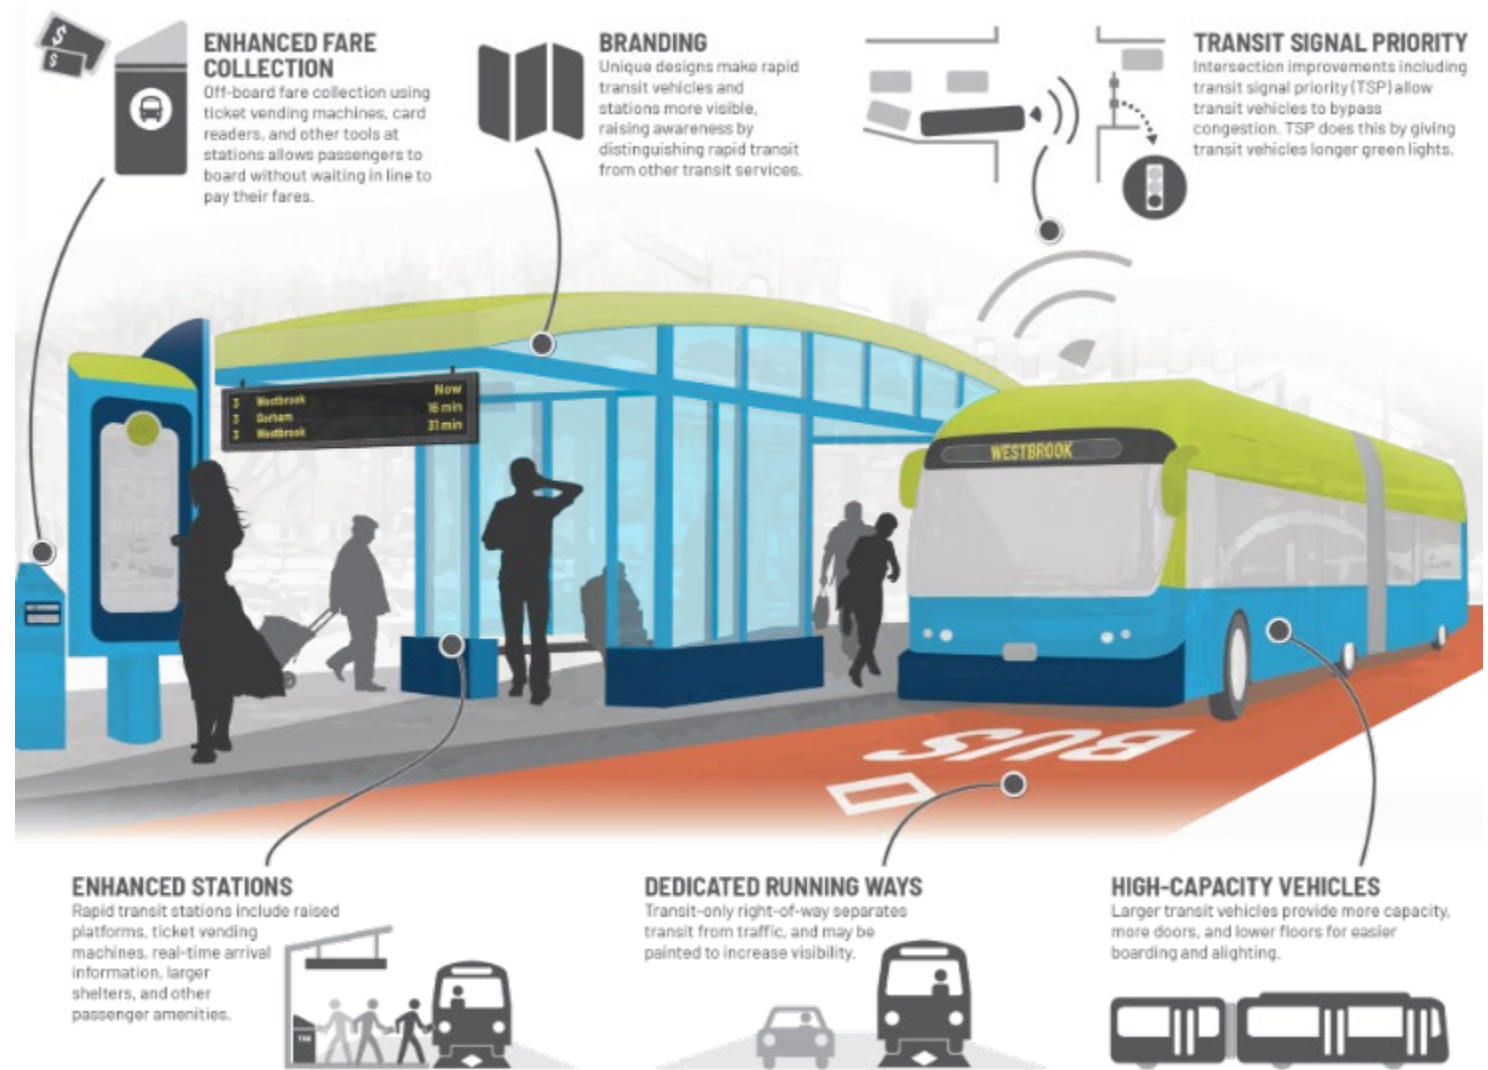 ENHANCED FARE
COLLECTION
Off-board fare collection using
ticket vending machines, card
readers, and other tools at
stations allows passengers to
board without waiting in line to
pay their fares.
BRANDING
Unique designs make rapid
transit vehicles and
stations more visible,
raising awareness by
distinguishing rapid transit
from other transit services.
TRANSIT SIGNAL PRIORITY
Intersection improvements including
transit signal priority (TSP) allow
transit vehicles to bypass
congestion. TSP does this by giving
transit vehicles longer green lights.
3 Westbrook Now
3 Gorham 16 min
3 Westbrook 31 min
WESTBROOK
BUS
ENHANCED STATIONS
Rapid transit stations include raised
platforms, ticket vending
machines, real-time arrival
information, larger
shelters, and other
passenger amenities.
DEDICATED RUNNING WAYS
Transit-only right-of-way separates
transit from traffic, and may be
painted to increase visibility.
HIGH-CAPACITY VEHICLES
Larger transit vehicles provide more capacity,
more doors, and lower floors for easier
boarding and alighting.